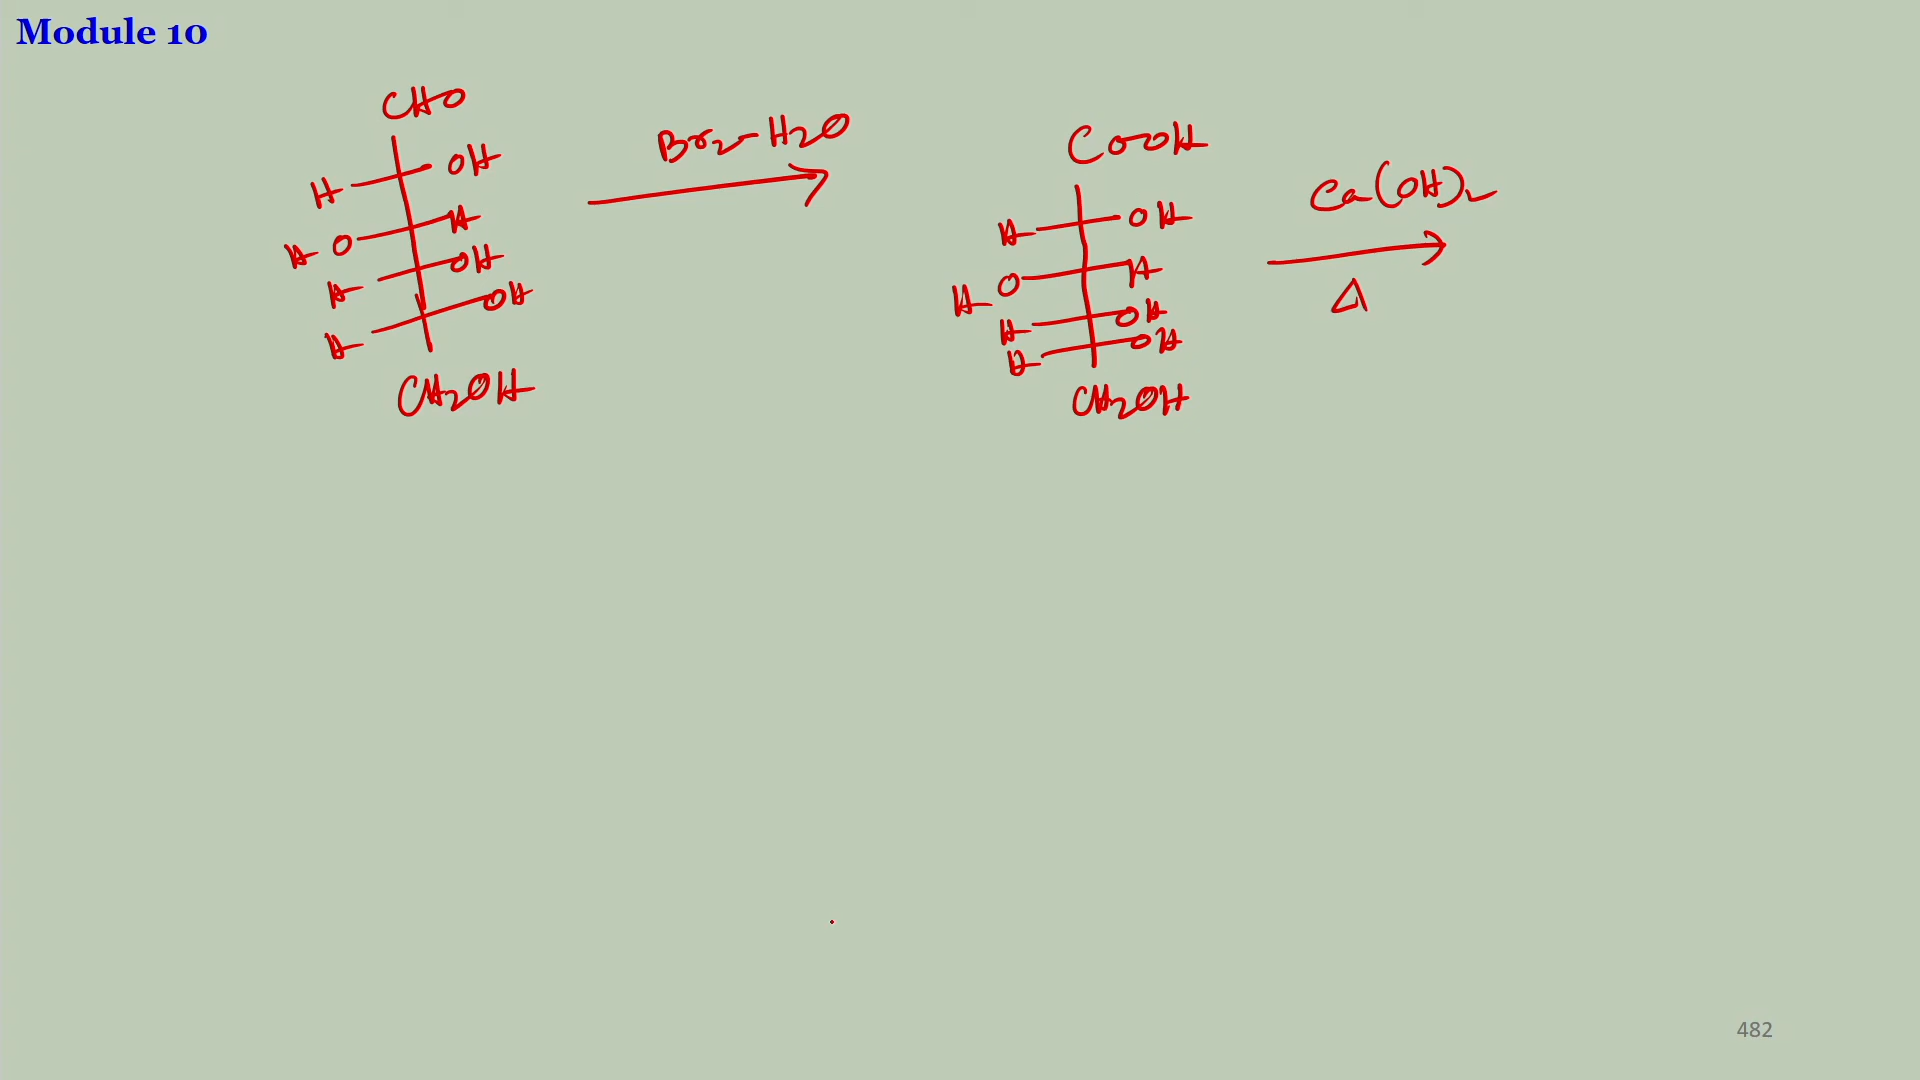 Module 10
CHO
H OH
HO H
H OH
H OH
CH2OH
Br2-H2O
COOH
H OH
HO H
H OH
H OH
CH2OH
Ca(OH)2
Δ
482